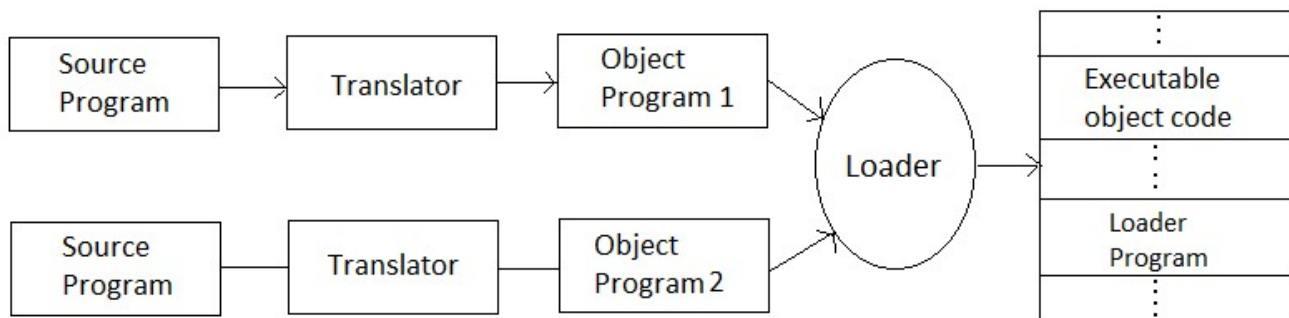 Source
Program
Translator
Object
Program 1
Loader
Executable
object code
Source
Program
Translator
Object
Program 2
Loader
Program